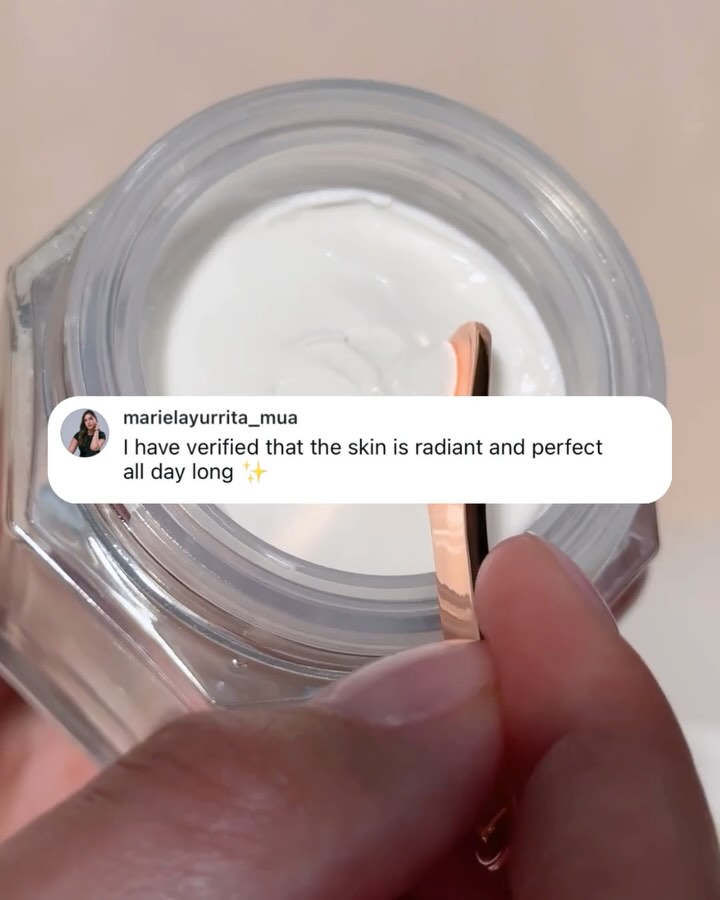 marielayurrita_mua
I have verified that the skin is radiant and perfect
all day long ✨